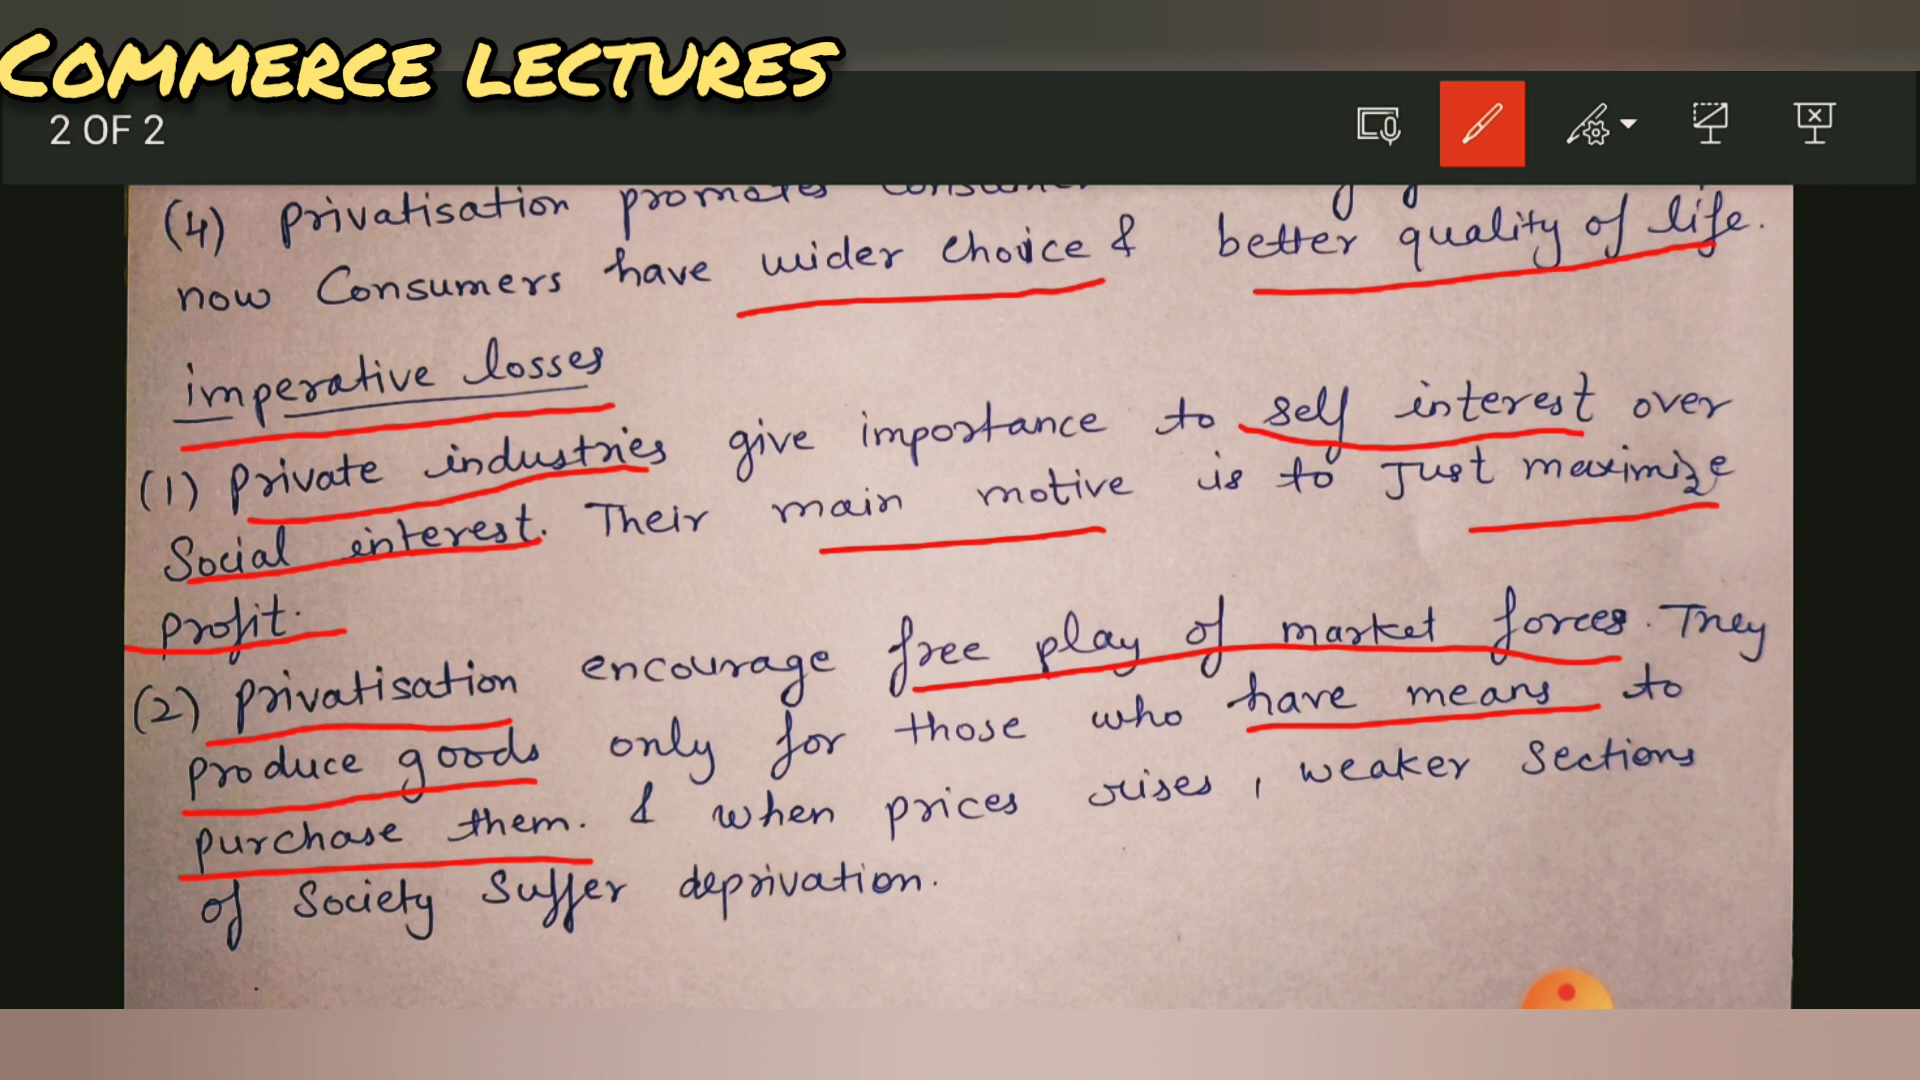 COMMERCE LECTURES
2 OF 2
(4) Privatisation promotes
now Consumers have wider choice & better quality of life.
imperative losses
(1) Private industries give importance to self interest over
Social interest. Their main motive is to Just maximize
profit.
(2) Privatisation encourage free play of market forces. They
produce goods only for those who have means to
purchase them. & when prices rises, weaker sections
of Society Suffer deprivation.